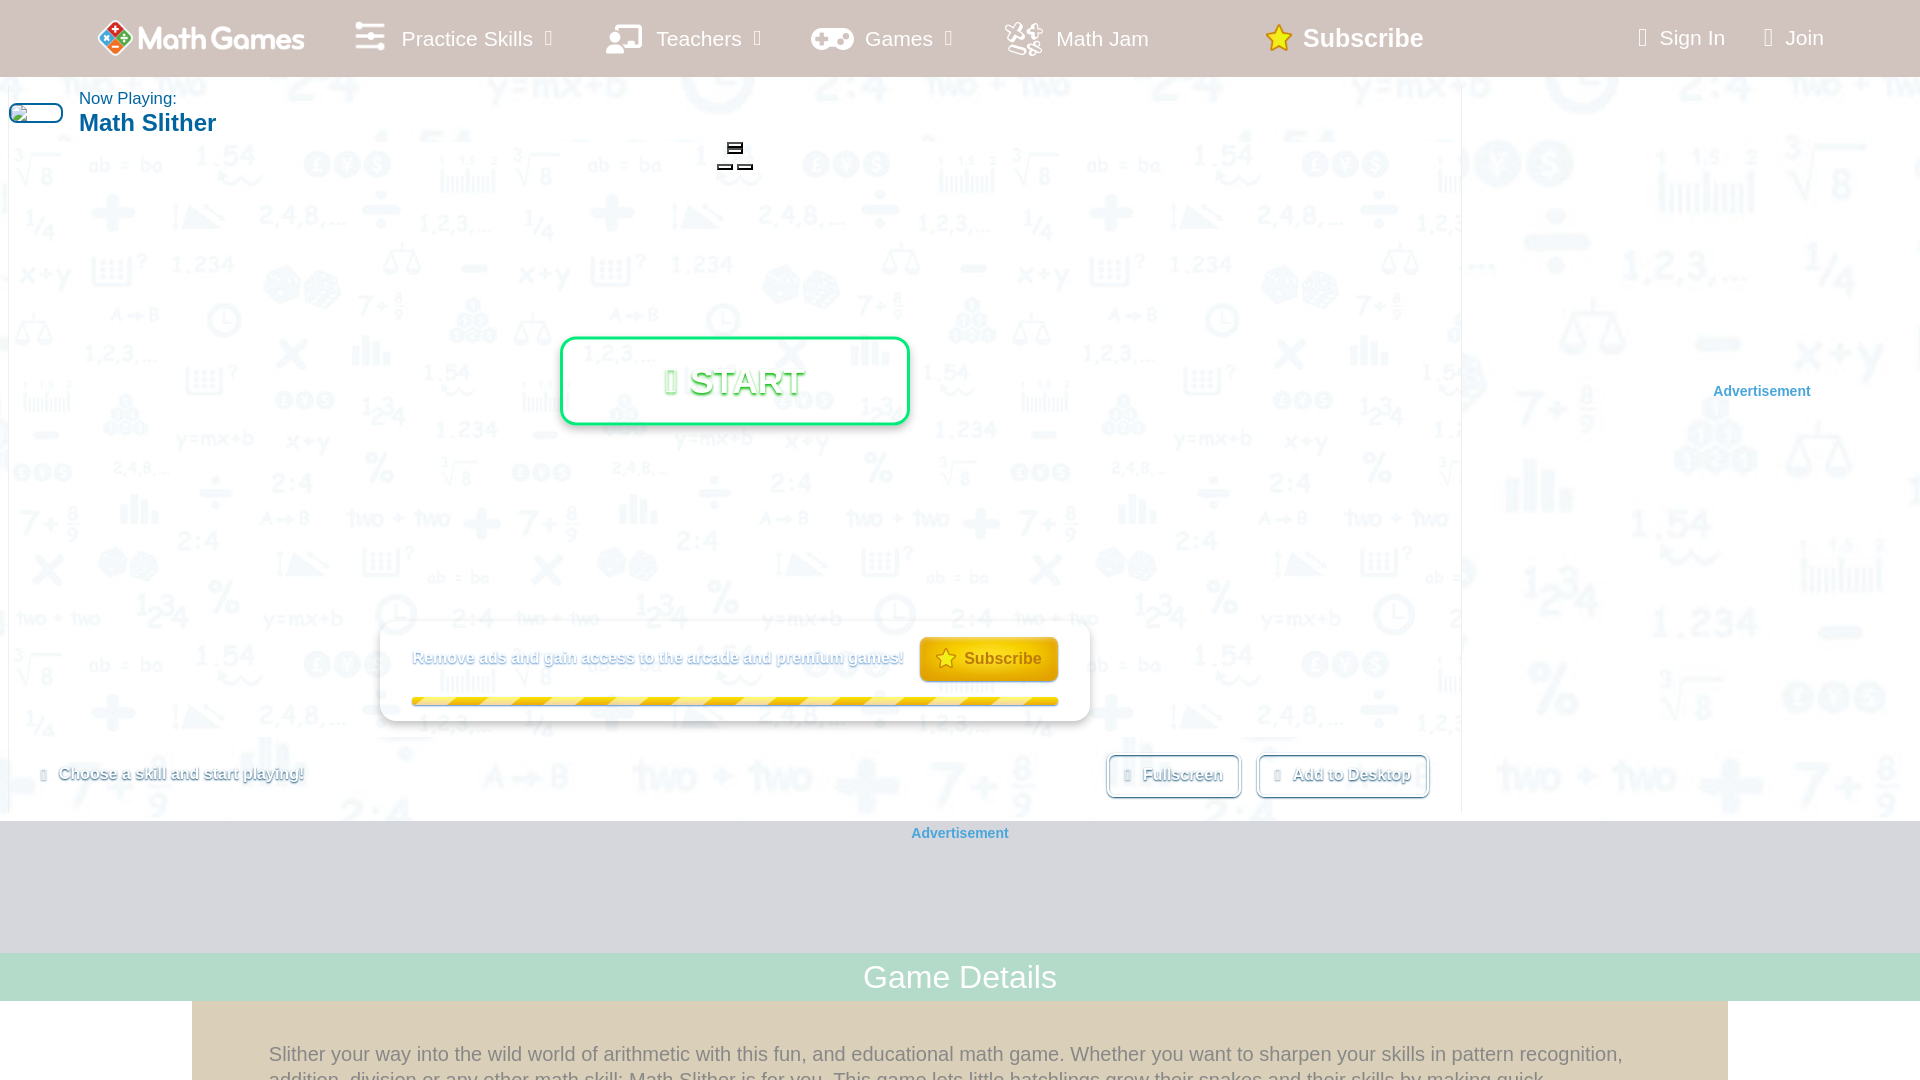 Math Games
Practice Skills
Teachers
Games
Math Jam
Subscribe
Sign In
Join
Now Playing:
Math Slither
START
Remove ads and gain access to the arcade and premium games!
Subscribe
Choose a skill and start playing!
Fullscreen
Add to Desktop
Advertisement
Advertisement
Game Details
Slither your way into the wild world of arithmetic with this fun, and educational math game. Whether you want to sharpen your skills in pattern recognition,
addition, division or any other math skill; Math Slither is for you. This game lets little hatchlings grow their snakes and their skills by making quick